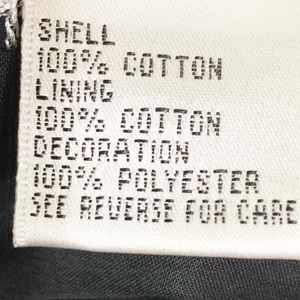 SHELL
100% COTTON
LINING
100% COTTON
DECORATION
100% POLYESTER
SEE REVERSE FOR CARE